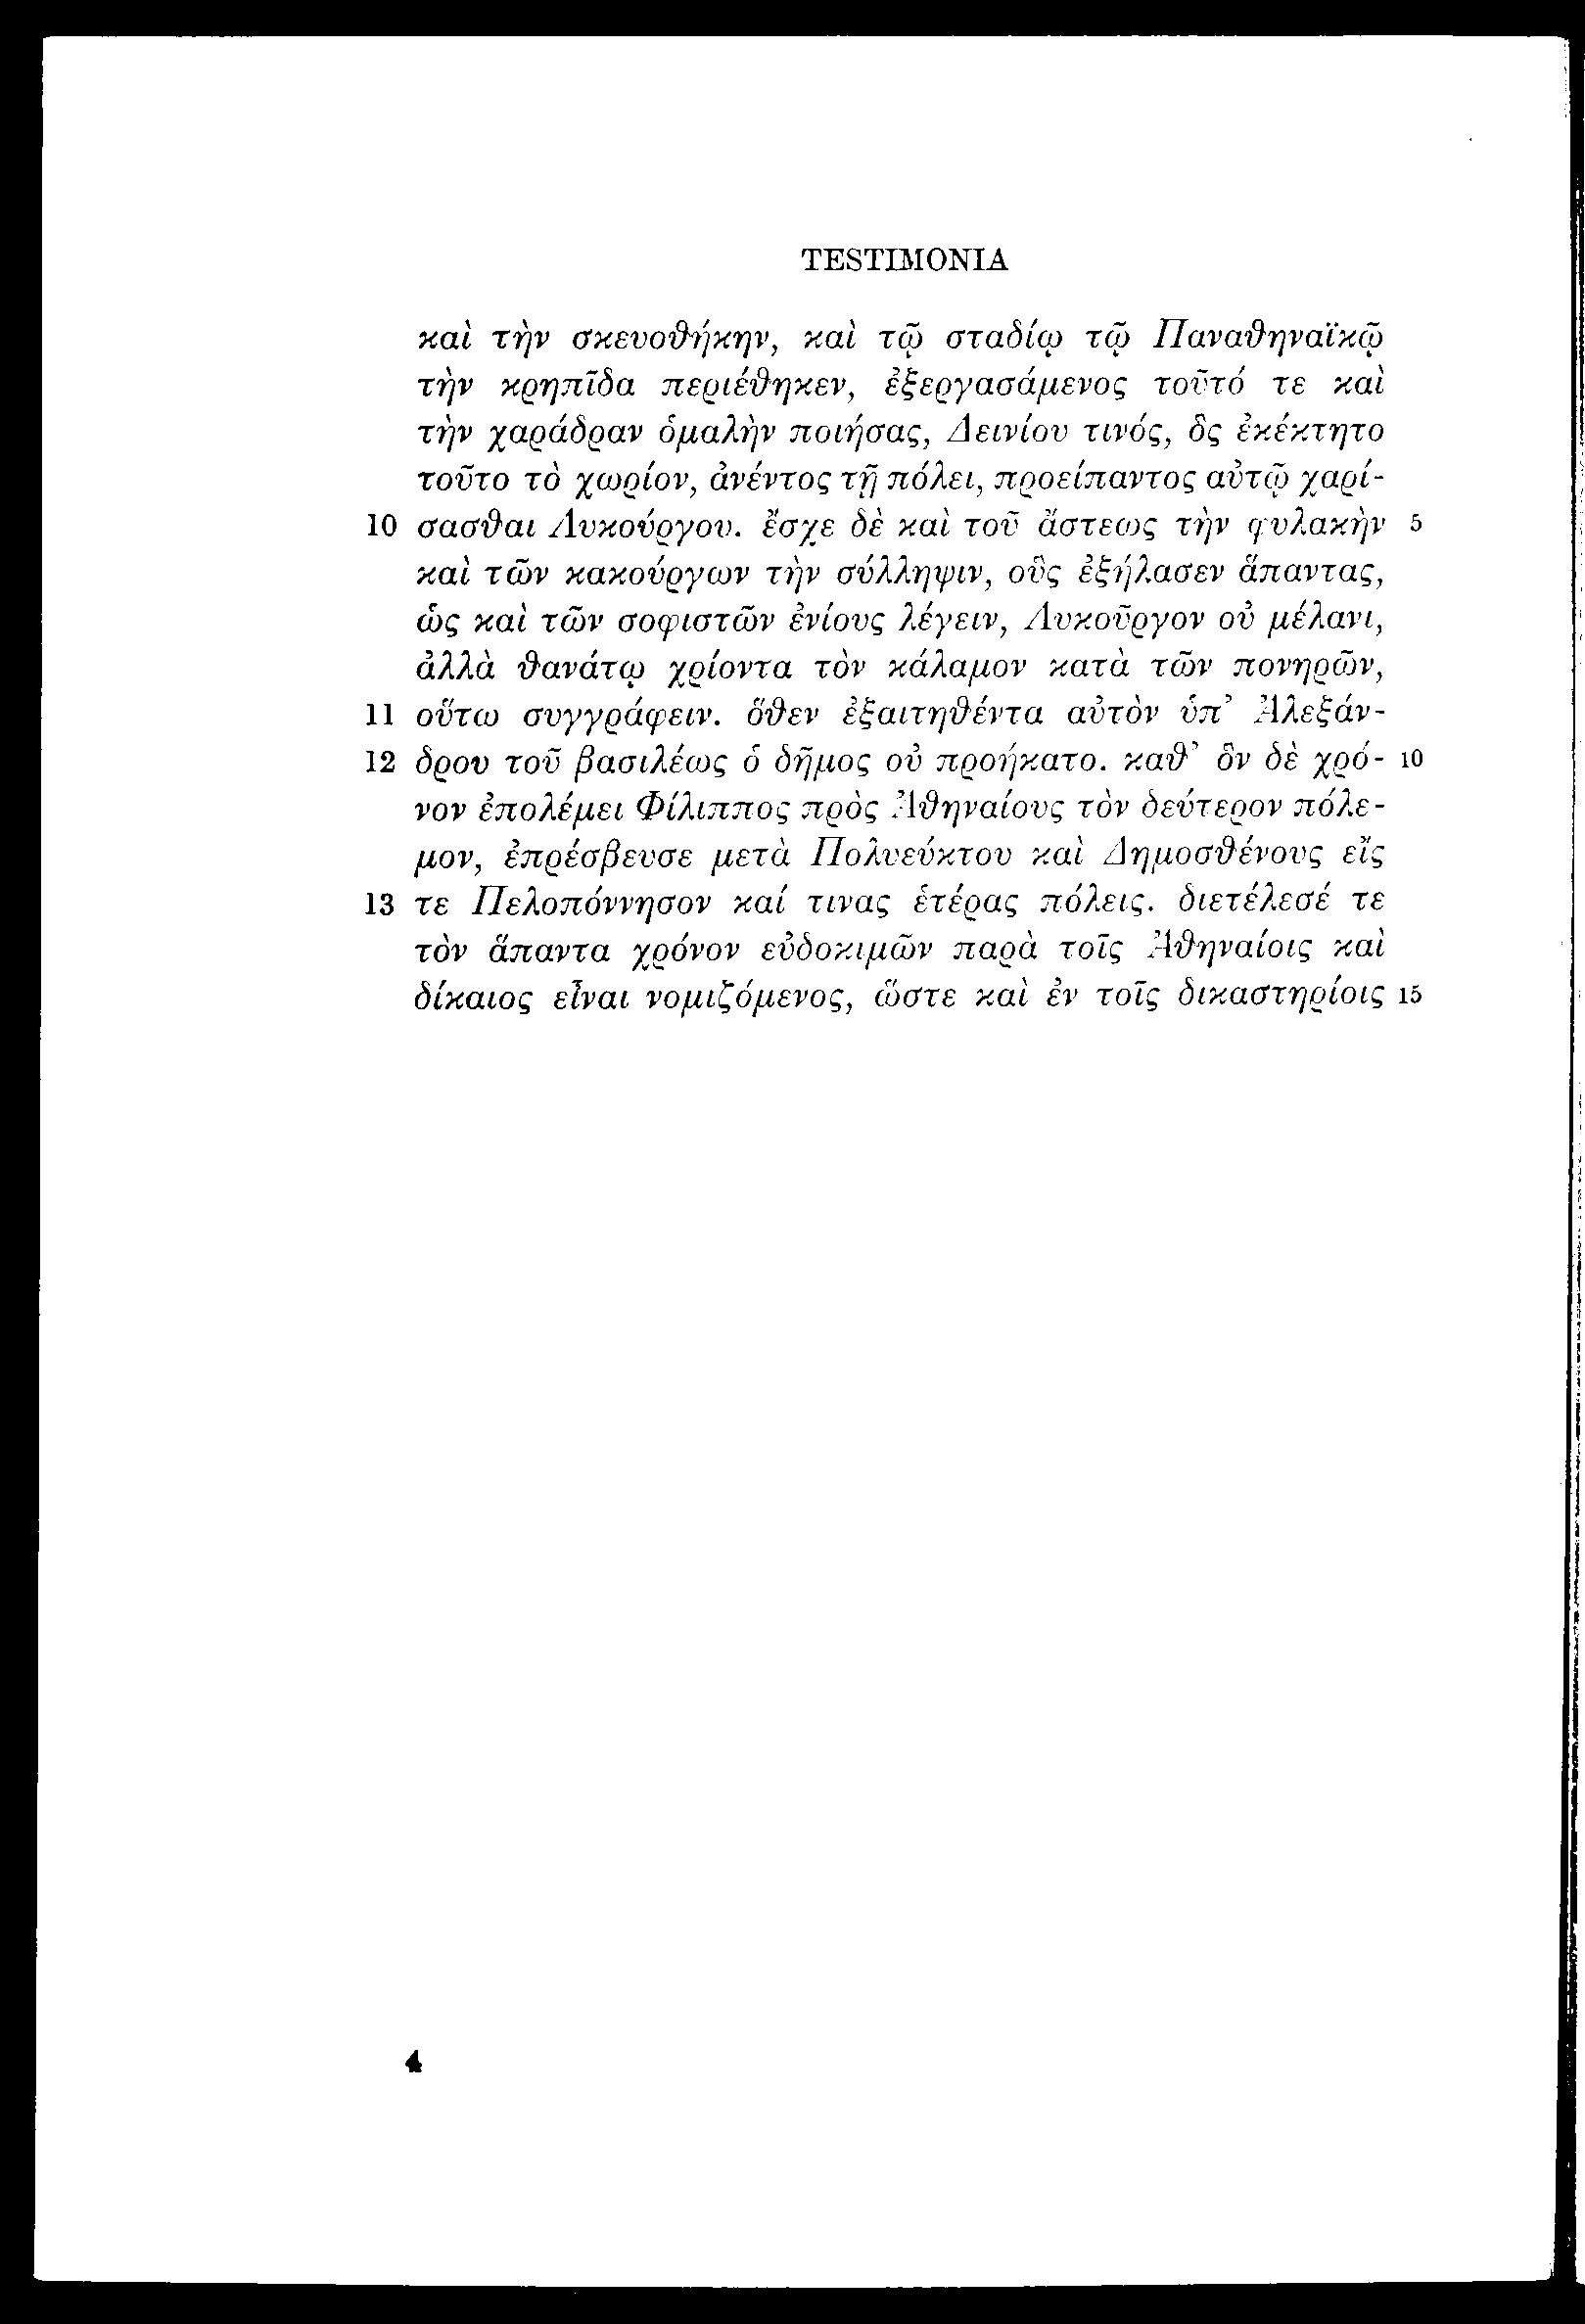 TESTIMONIA
καὶ τὴν σκευοθήκην, καὶ τῷ σταδίῳ τῷ Παναθηναϊκῷ
τὴν κρηπῖδα περιέθηκεν, ἐξεργασάμενος τοῦτό τε καὶ
τὴν χαράδραν ὁμαλὴν ποιήσας, Δεινίου τινός, ὃς ἐκέκτητο
τοῦτο τὸ χωρίον, ἀνέντος τῇ πόλει, προείπαντος αὐτῷ χαρί-
10 σασθαι Λυκούργου. ἔσχε δὲ καὶ τοῦ ἄστεως τὴν φυλακὴν 5
καὶ τῶν κακούργων τὴν σύλληψιν, οὓς ἐξήλασεν ἅπαντας,
ὡς καὶ τῶν σοφιστῶν ἐνίους λέγειν, Λυκοῦργον οὐ μέλανι,
ἀλλὰ θανάτῳ χρίοντα τὸν κάλαμον κατὰ τῶν πονηρῶν,
11 οὕτω συγγράφειν. ὅθεν ἐξαιτηθέντα αὐτὸν ὑπ’ Ἀλεξάν-
12 δρου τοῦ βασιλέως ὁ δῆμος οὐ προήκατο. καθ’ ὃν δὲ χρό- 10
νον ἐπολέμει Φίλιππος πρὸς Ἀθηναίους τὸν δεύτερον πόλε-
μον, ἐπρέσβευσε μετὰ Πολυεύκτου καὶ Δημοσθένους εἴς
13 τε Πελοπόννησον καί τινας ἑτέρας πόλεις. διετέλεσέ τε
τὸν ἅπαντα χρόνον εὐδοκιμῶν παρὰ τοῖς Ἀθηναίοις καὶ
δίκαιος εἶναι νομιζόμενος, ὥστε καὶ ἐν τοῖς δικαστηρίοις 15
4